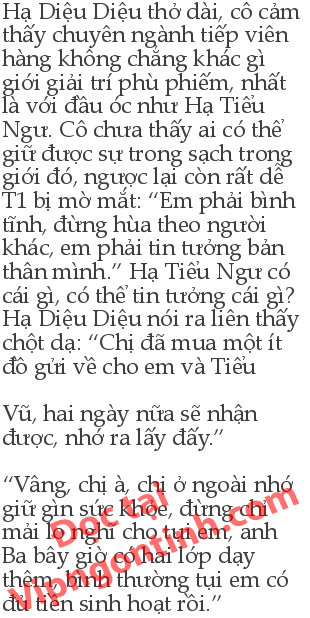 Hạ Diệu Diệu thở dài, cô cảm
thấy chuyên ngành tiếp viên
hàng không chẳng khác gì
giới giải trí phù phiếm, nhất
là với đầu óc như Hạ Tiểu
Ngư. Cô chưa thấy ai có thể
giữ được sự trong sạch trong
giới đó, ngược lại còn rất dễ
T1 bị mờ mắt: “Em phải bình
tĩnh, đừng hùa theo người
khác, em phải tin tưởng bản
thân mình.” Hạ Tiểu Ngư có
cái gì, có thể tin tưởng cái gì?
Hạ Diệu Diệu nói ra liên thấy
chột dạ: “Chị đã mua một ít
đồ gửi về cho em và Tiểu
Vũ, hai ngày nữa sẽ nhận
được, nhớ ra lấy đấy.”
“Vâng, chị à, chị ở ngoài nhớ
giữ gìn sức khỏe, đừng chỉ
mải lo nghĩ cho tụi em, anh
Ba bây giờ có hai lớp dạy
thêm, bình thường tụi em có
đủ tiền sinh hoạt rồi.”
Đọc tại
Vipngontinh.com